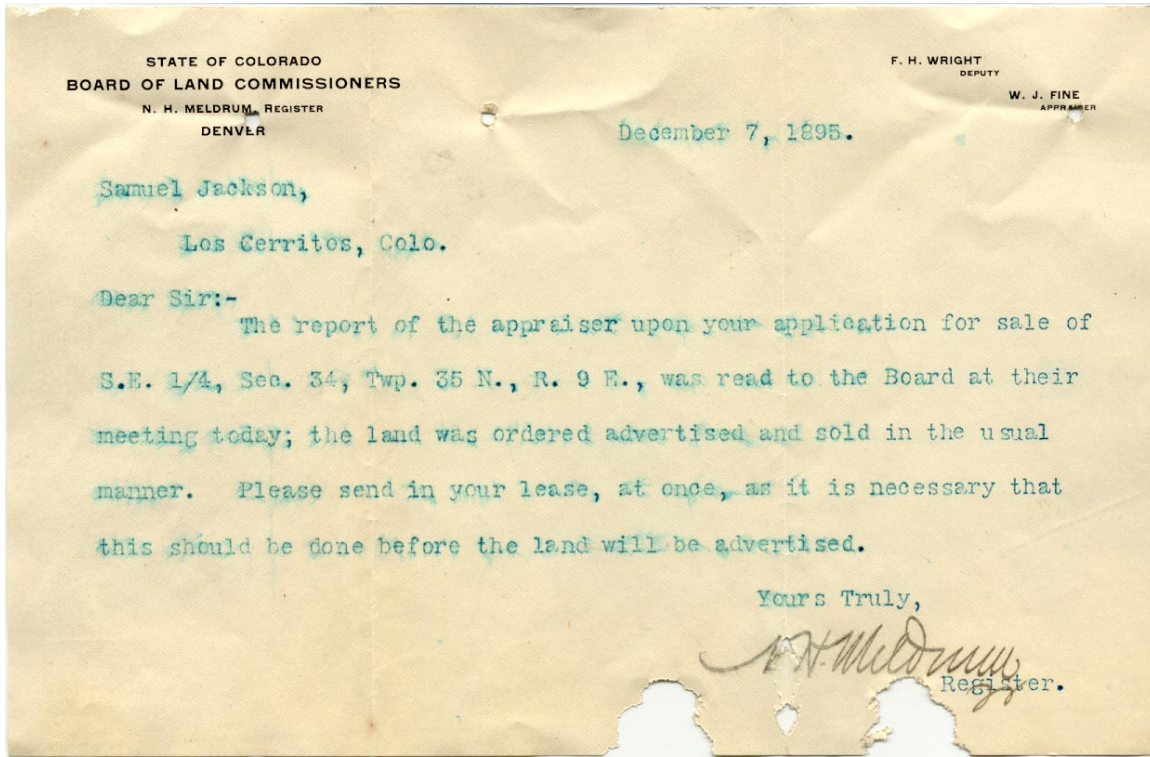 STATE OF COLORADO
BOARD OF LAND COMMISSIONERS
N. H. MELDRUM, REGISTER
DENVER
F. H. WRIGHT
DEPUTY
W. J. FINE
APPRAISER
December 7, 1895.
Samuel Jackson,
Los Cerritos, Colo.
Dear Sir:-
The report of the appraiser upon your application for sale of
S.E. 1/4, Sec. 34, Twp. 35 N., R. 9 E., was read to the Board at their
meeting today; the land was ordered advertised and sold in the usual
manner. Please send in your lease, at once, as it is necessary that
this should be done before the land will be advertised.
Yours Truly,
N. H. Meldrum
Register.